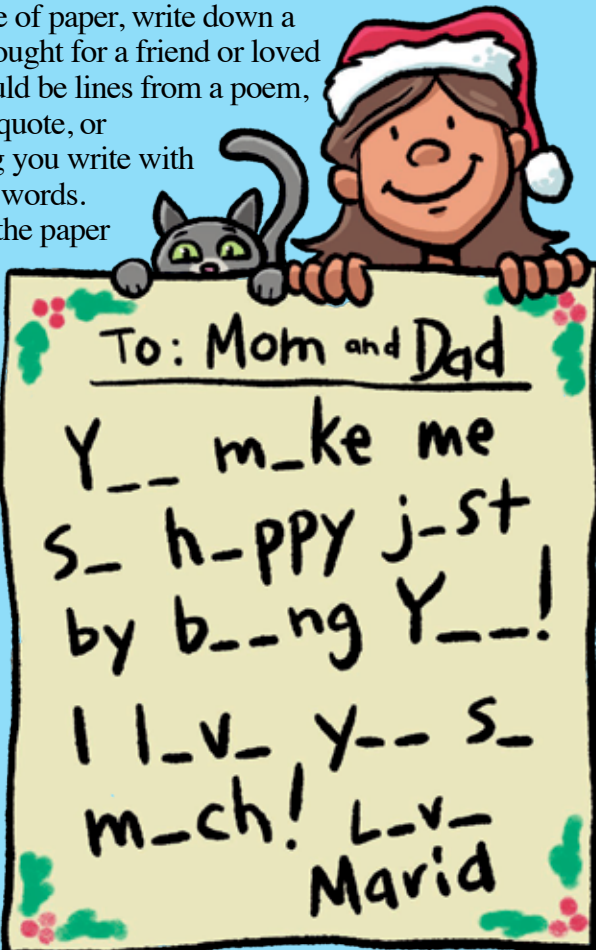 e of paper, write down a
ought for a friend or loved
uld be lines from a poem,
quote, or
g you write with
words.
the paper
To: Mom and Dad
Y__ m_ke me
s_ h_ppy j_st
by b__ng Y__!
I l_v_ y__ s_
m_ch! L_v_
Maria